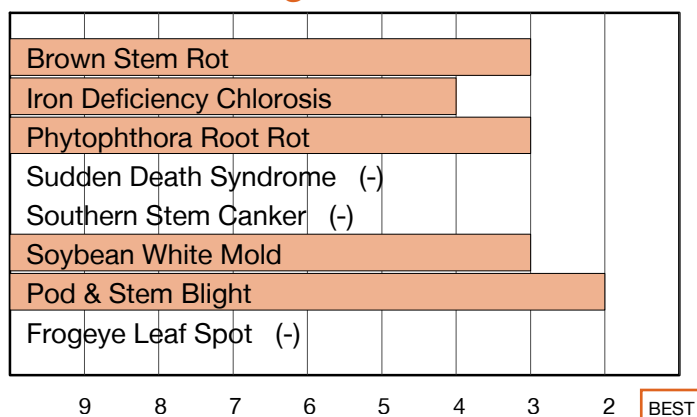 Brown Stem Rot
Iron Deficiency Chlorosis
Phytophthora Root Rot
Sudden Death Syndrome (-)
Southern Stem Canker (-)
Soybean White Mold
Pod & Stem Blight
Frogeye Leaf Spot (-)
9 8 7 6 5 4 3 2 BEST